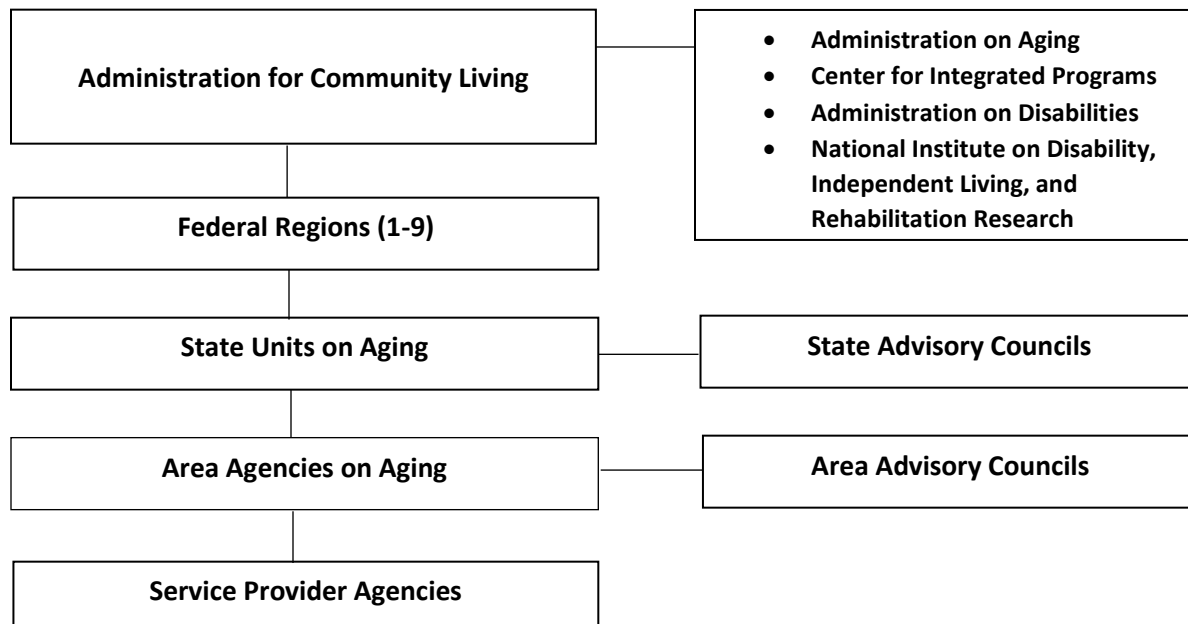 Administration for Community Living
• Administration on Aging
• Center for Integrated Programs
• Administration on Disabilities
• National Institute on Disability,
Independent Living, and
Rehabilitation Research
Federal Regions (1-9)
State Units on Aging
State Advisory Councils
Area Agencies on Aging
Area Advisory Councils
Service Provider Agencies